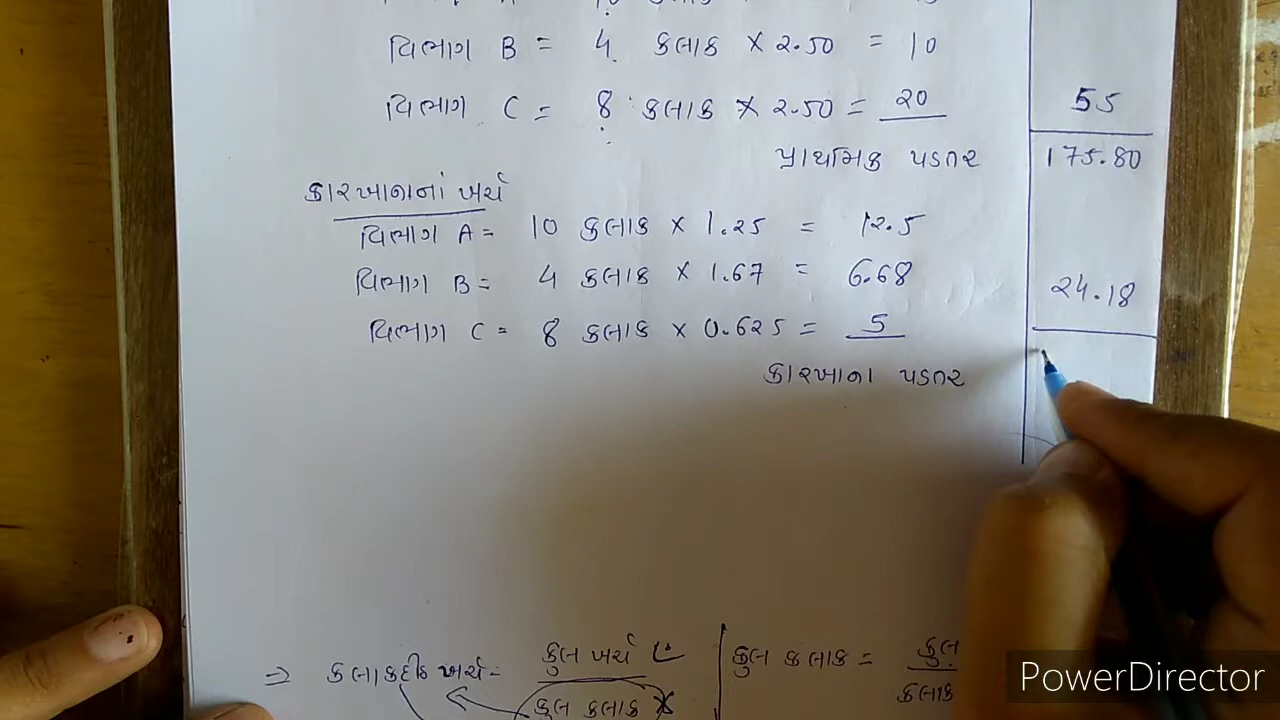 વિભાગ B = 4 કલાક × 2.50 = 10
વિભાગ C = 8 કલાક × 2.50 = 20 55
પ્રાથમિક પડતર 175.80
કારખાનાનાં ખર્ચ
વિભાગ A = 10 કલાક × 1.25 = 12.5
વિભાગ B = 4 કલાક × 1.67 = 6.68 24.18
વિભાગ C = 8 કલાક × 0.625 = 5
કારખાના પડતર
⇒ કલાકદીઠ ખર્ચ = કુલ ખર્ચ
કુલ કલાક
કુલ કલાક = કુલ
કલાક
PowerDirector